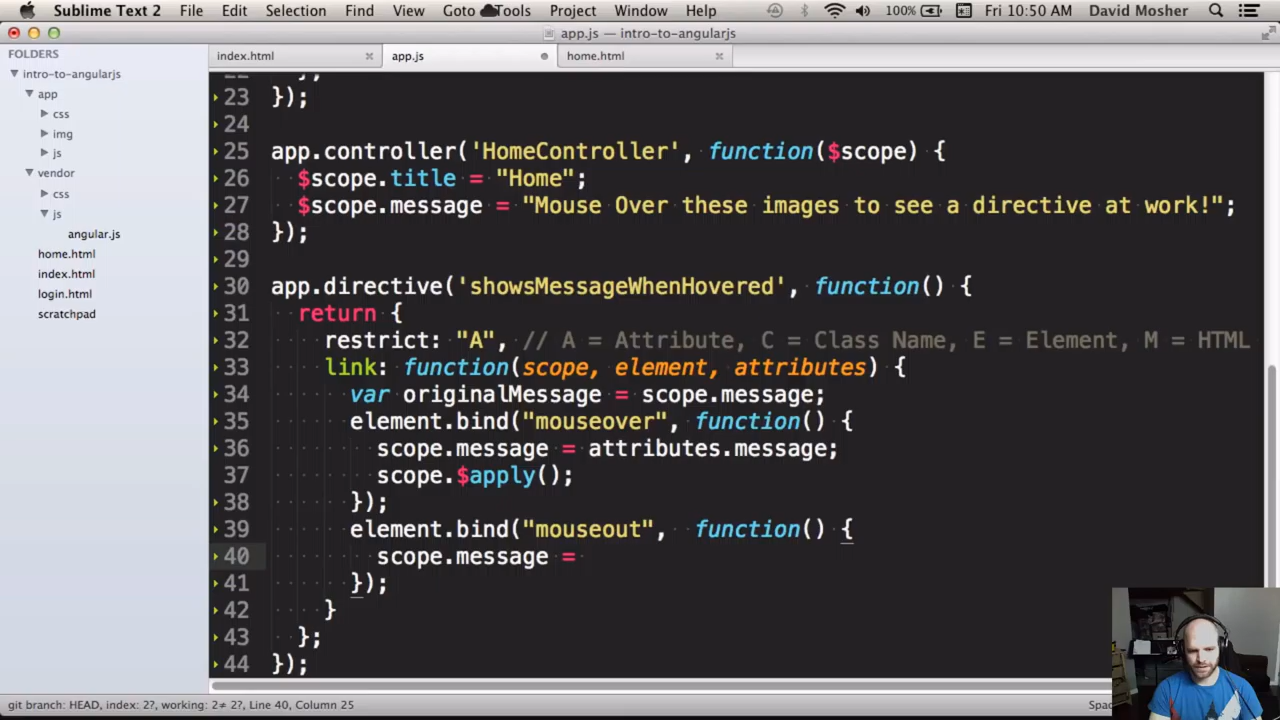 Sublime Text 2 File Edit Selection Find View Goto Tools Project Window Help 100% Fri 10:50 AM David Mosher
app.js — intro-to-angularjs
FOLDERS
intro-to-angularjs
app
css
img
js
vendor
css
js
angular.js
home.html
index.html
login.html
scratchpad
index.html app.js home.html
23 });
24
25 app.controller('HomeController', function($scope) {
26 $scope.title = "Home";
27 $scope.message = "Mouse Over these images to see a directive at work!";
28 });
29
30 app.directive('showsMessageWhenHovered', function() {
31 return {
32 restrict: "A", // A = Attribute, C = Class Name, E = Element, M = HTML
33 link: function(scope, element, attributes) {
34 var originalMessage = scope.message;
35 element.bind("mouseover", function() {
36 scope.message = attributes.message;
37 scope.$apply();
38 });
39 element.bind("mouseout", function() {
40 scope.message =
41 });
42 }
43 };
44 });
git branch: HEAD, index: 2?, working: 2≠ 2?, Line 40, Column 25